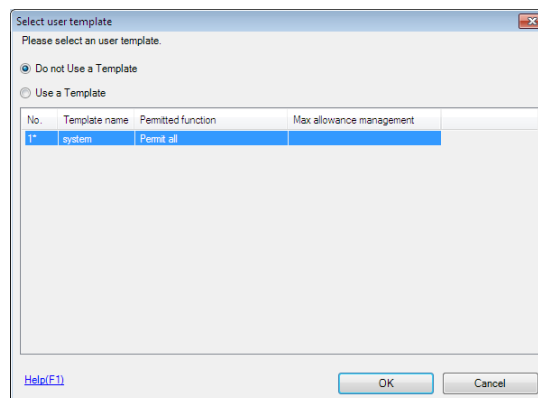 Select user template
Please select an user template.
Do not Use a Template
Use a Template
No. Template name Permitted function Max allowance management
1* system Permit all
Help(F1) OK Cancel